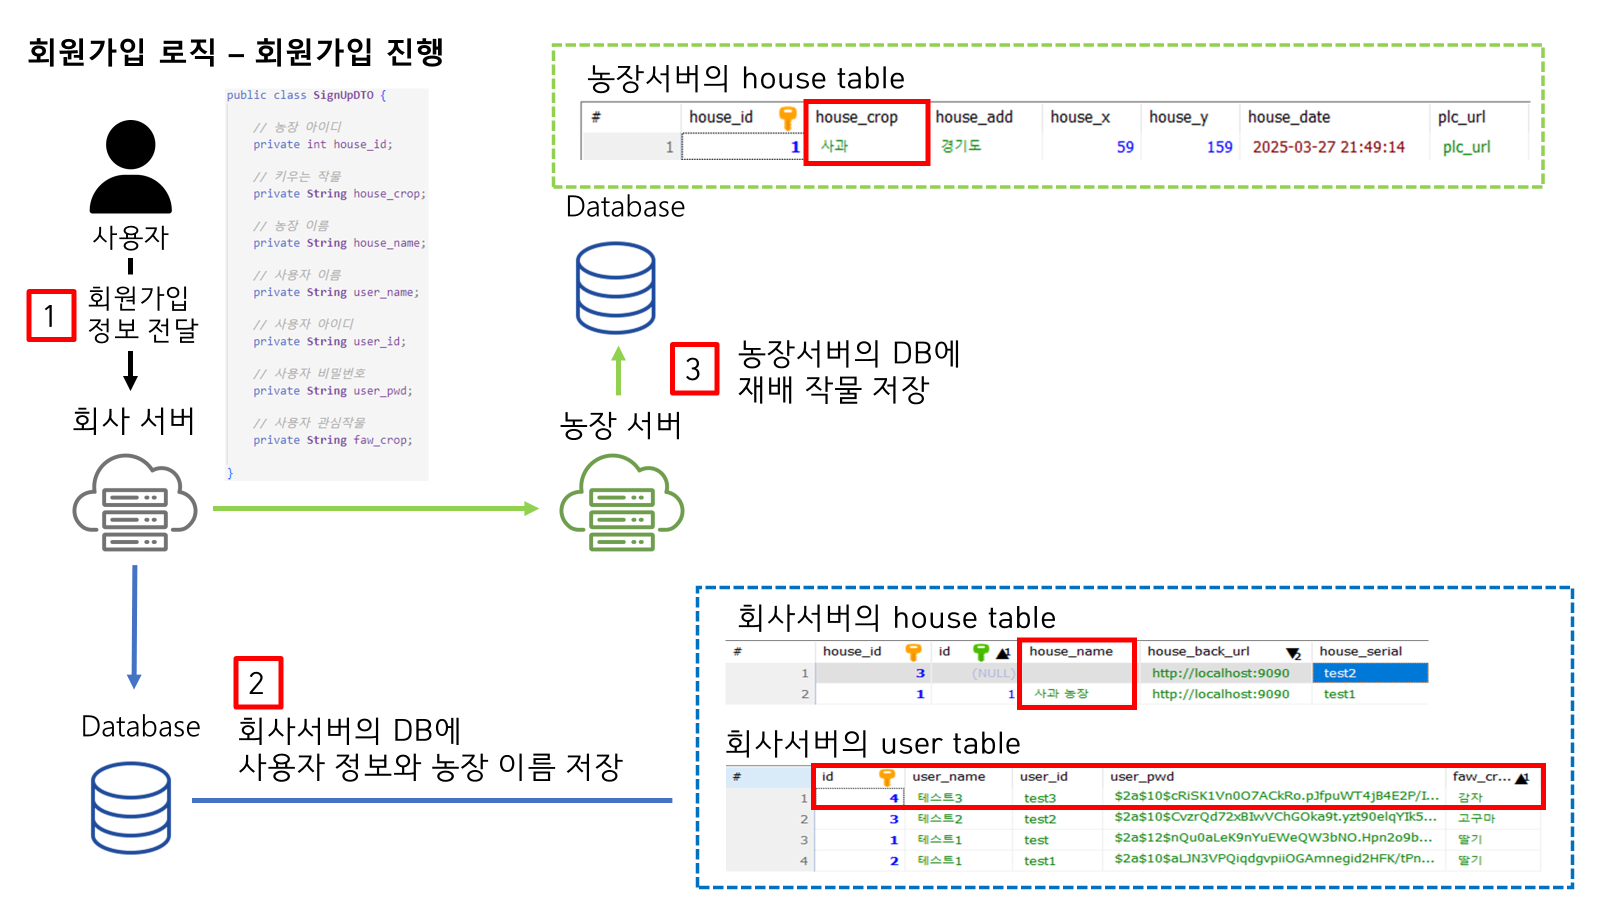 회원가입 로직 – 회원가입 진행
public class SignUpDTO {
// 농장 아이디
private int house_id;
// 키우는 작물
private String house_crop;
// 농장 이름
private String house_name;
// 사용자 이름
private String user_name;
// 사용자 아이디
private String user_id;
// 사용자 비밀번호
private String user_pwd;
// 사용자 관심작물
private String faw_crop;
}
사용자
1
회원가입
정보 전달
회사 서버
농장서버의 house table
# house_id house_crop house_add house_x house_y house_date plc_url
1 1 사과 경기도 59 159 2025-03-27 21:49:14 plc_url
Database
3
농장서버의 DB에
재배 작물 저장
농장 서버
2
회사서버의 DB에
사용자 정보와 농장 이름 저장
Database
회사서버의 house table
# house_id id 1 house_name house_back_url 2 house_serial
1 3 (NULL) http://localhost:9090 test2
2 1 1 사과 농장 http://localhost:9090 test1
회사서버의 user table
# id user_name user_id user_pwd faw_cr... 1
1 4 테스트3 test3 $2a$10$cRiSK1Vn0O7ACkRo.pJfpuWT4jB4E2P/I... 감자
2 3 테스트2 test2 $2a$10$CvzrQd72xBIwVChGOka9t.yzt90elqYIk5... 고구마
3 1 테스트1 test $2a$12$nQu0aLeK9nYuEWeQW3bNO.Hpn2o9b... 딸기
4 2 테스트1 test1 $2a$10$aLJN3VPQiqdgvpiiOGAmnegid2HFK/tPn... 딸기